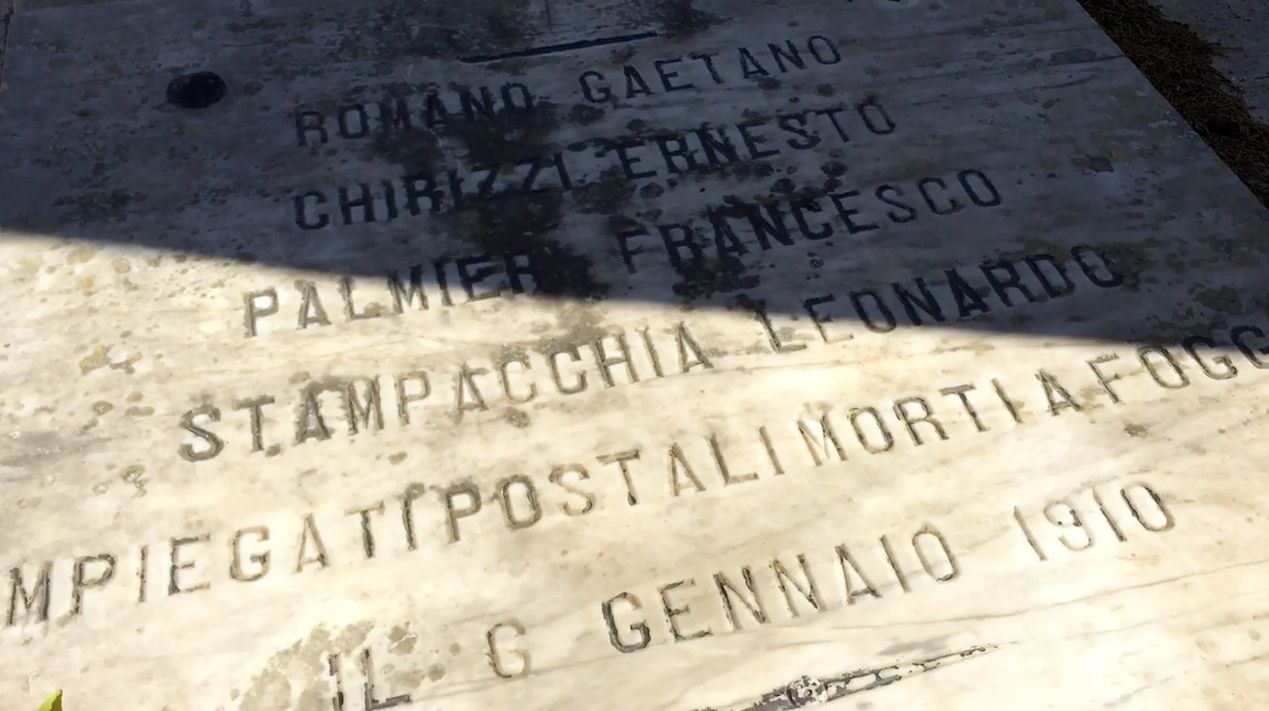 ROMANO GAETANO
CHIRIZZI ERNESTO
PALMIERI FRANCESCO
STAMPACCHIA LEONARDO
MPIEGATI POSTALI MORTI A FOGG
IL 6 GENNAIO 1910